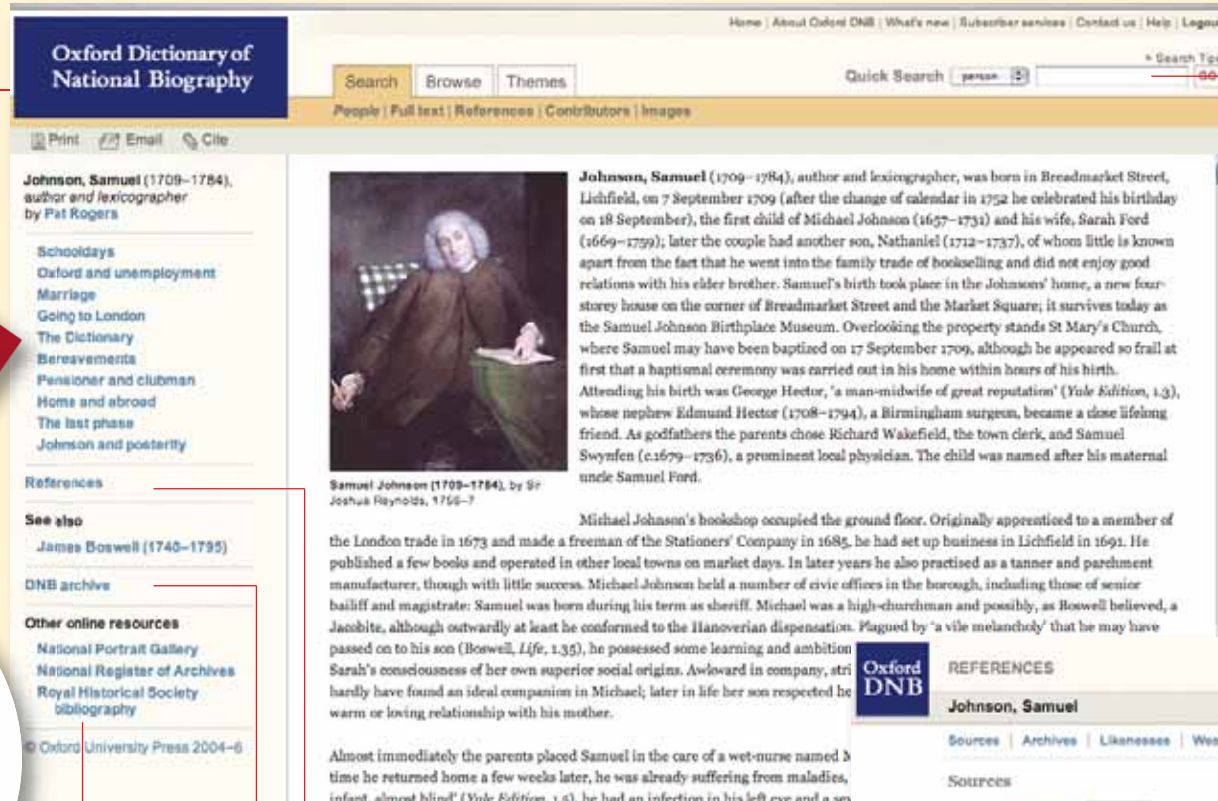 Home | About Oxford DNB | What's new | Subscriber services | Contact us | Help | Logout
Oxford Dictionary of
National Biography
Search Browse Themes
Quick Search person
Search Tips
GO
People | Full text | References | Contributors | Images
Print Email Cite
Johnson, Samuel (1709–1784),
author and lexicographer
by Pat Rogers
Schooldays
Oxford and unemployment
Marriage
Going to London
The Dictionary
Bereavements
Pensioner and clubman
Home and abroad
The last phase
Johnson and posterity
References
See also
James Boswell (1740–1795)
DNB archive
Other online resources
National Portrait Gallery
National Register of Archives
Royal Historical Society
bibliography
© Oxford University Press 2004–6
Samuel Johnson (1709–1784), by Sir
Joshua Reynolds, 1756–7
Johnson, Samuel (1709–1784), author and lexicographer, was born in Breadmarket Street,
Lichfield, on 7 September 1709 (after the change of calendar in 1752 he celebrated his birthday
on 18 September), the first child of Michael Johnson (1657–1731) and his wife, Sarah Ford
(1669–1759); later the couple had another son, Nathaniel (1712–1737), of whom little is known
apart from the fact that he went into the family trade of bookselling and did not enjoy good
relations with his elder brother. Samuel's birth took place in the Johnsons' home, a new four-
storey house on the corner of Breadmarket Street and the Market Square; it survives today as
the Samuel Johnson Birthplace Museum. Overlooking the property stands St Mary's Church,
where Samuel may have been baptized on 17 September 1709, although he appeared so frail at
first that a baptismal ceremony was carried out in his home within hours of his birth.
Attending his birth was George Hector, 'a man-midwife of great reputation' (Yale Edition, 1.3),
whose nephew Edmund Hector (1708–1794), a Birmingham surgeon, became a close lifelong
friend. As godfathers the parents chose Richard Wakefield, the town clerk, and Samuel
Swynfen (c.1679–1736), a prominent local physician. The child was named after his maternal
uncle Samuel Ford.
Michael Johnson's bookshop occupied the ground floor. Originally apprenticed to a member of
the London trade in 1673 and made a freeman of the Stationers' Company in 1685, he had set up business in Lichfield in 1691. He
published a few books and operated in other local towns on market days. In later years he also practised as a tanner and parchment
manufacturer, though with little success. Michael Johnson held a number of civic offices in the borough, including those of senior
bailiff and magistrate: Samuel was born during his term as sheriff. Michael was a high-churchman and possibly, as Boswell believed, a
Jacobite, although outwardly at least he conformed to the Hanoverian dispensation. Plagued by 'a vile melancholy' that he may have
passed on to his son (Boswell, Life, 1.35), he possessed some learning and ambition
Sarah's consciousness of her own superior social origins. Awkward in company, stri
hardly have found an ideal companion in Michael; later in life her son respected he
warm or loving relationship with his mother.
Almost immediately the parents placed Samuel in the care of a wet-nurse named M
time he returned home a few weeks later, he was already suffering from maladies,
infant, almost blind' (Yale Edition, 1.5), he had an infection in his left eye and a sev
Oxford
DNB
REFERENCES
Johnson, Samuel
Sources | Archives | Likenesses | Wea
Sources